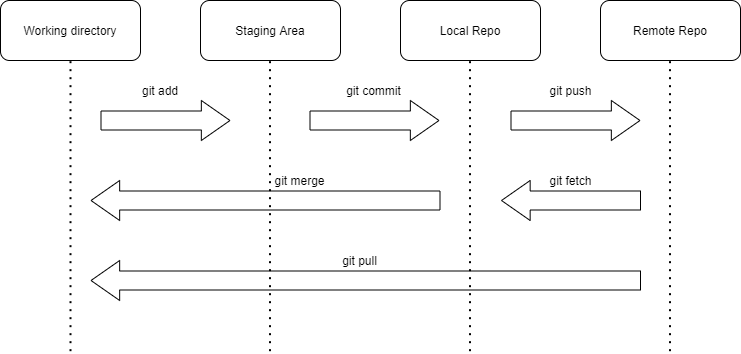 Working directory
Staging Area
Local Repo
Remote Repo
git add
git commit
git push
git merge
git fetch
git pull